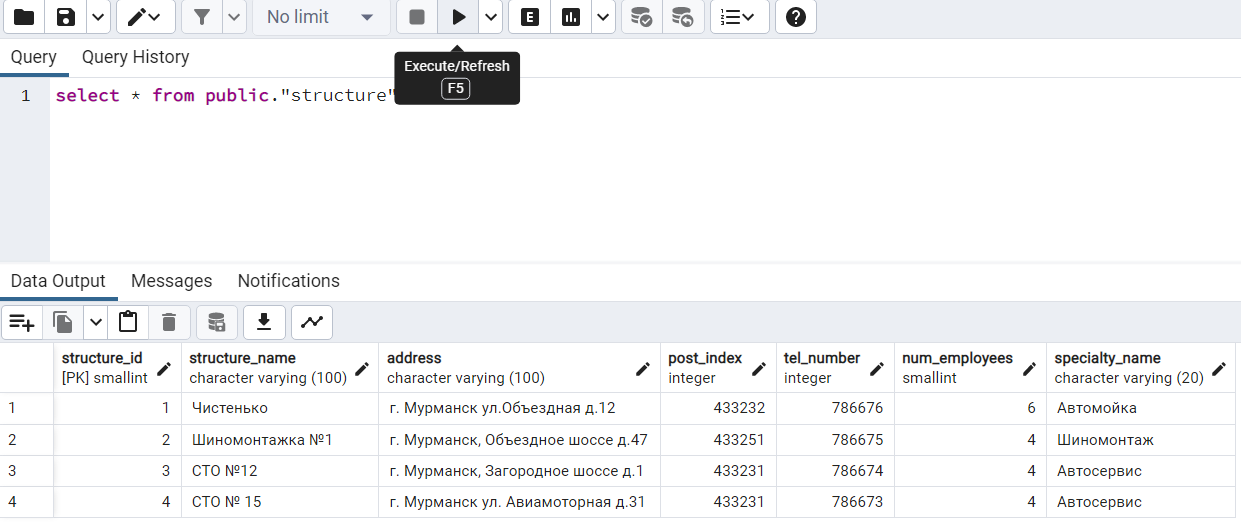 No limit
E
Query Query History
Execute/Refresh
F5
1 select * from public."structure"
Data Output Messages Notifications
structure_id structure_name address post_index tel_number num_employees specialty_name
[PK] smallint character varying (100) character varying (100) integer integer smallint character varying (20)
1 1 Чистенько г. Мурманск ул.Объездная д.12 433232 786676 6 Автомойка
2 2 Шиномонтажка №1 г. Мурманск, Объездное шоссе д.47 433251 786675 4 Шиномонтаж
3 3 СТО №12 г. Мурманск, Загородное шоссе д.1 433231 786674 4 Автосервис
4 4 СТО № 15 г. Мурманск ул. Авиамоторная д.31 433231 786673 4 Автосервис